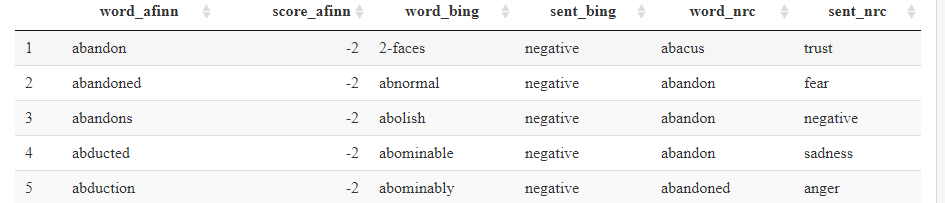 word_afinn score_afinn word_bing sent_bing word_nrc sent_nrc
1 abandon -2 2-faces negative abacus trust
2 abandoned -2 abnormal negative abandon fear
3 abandons -2 abolish negative abandon negative
4 abducted -2 abominable negative abandon sadness
5 abduction -2 abominably negative abandoned anger